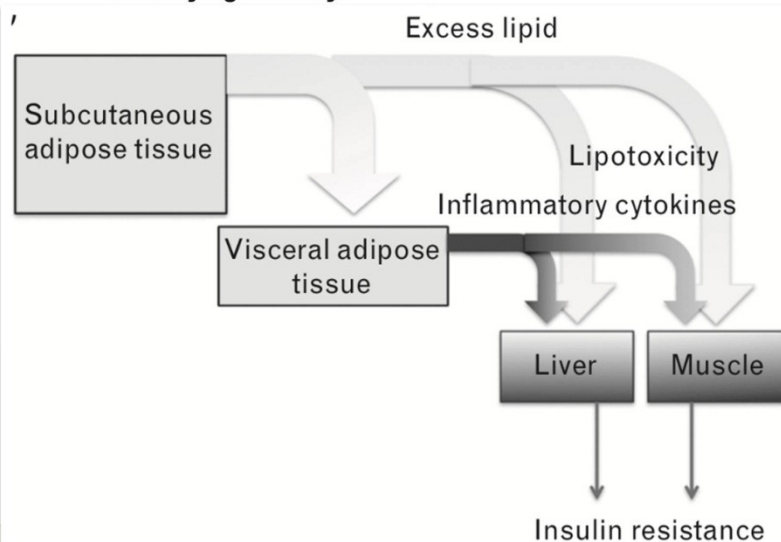 Excess lipid
Subcutaneous
adipose tissue
Lipotoxicity
Inflammatory cytokines
Visceral adipose
tissue
Liver
Muscle
Insulin resistance